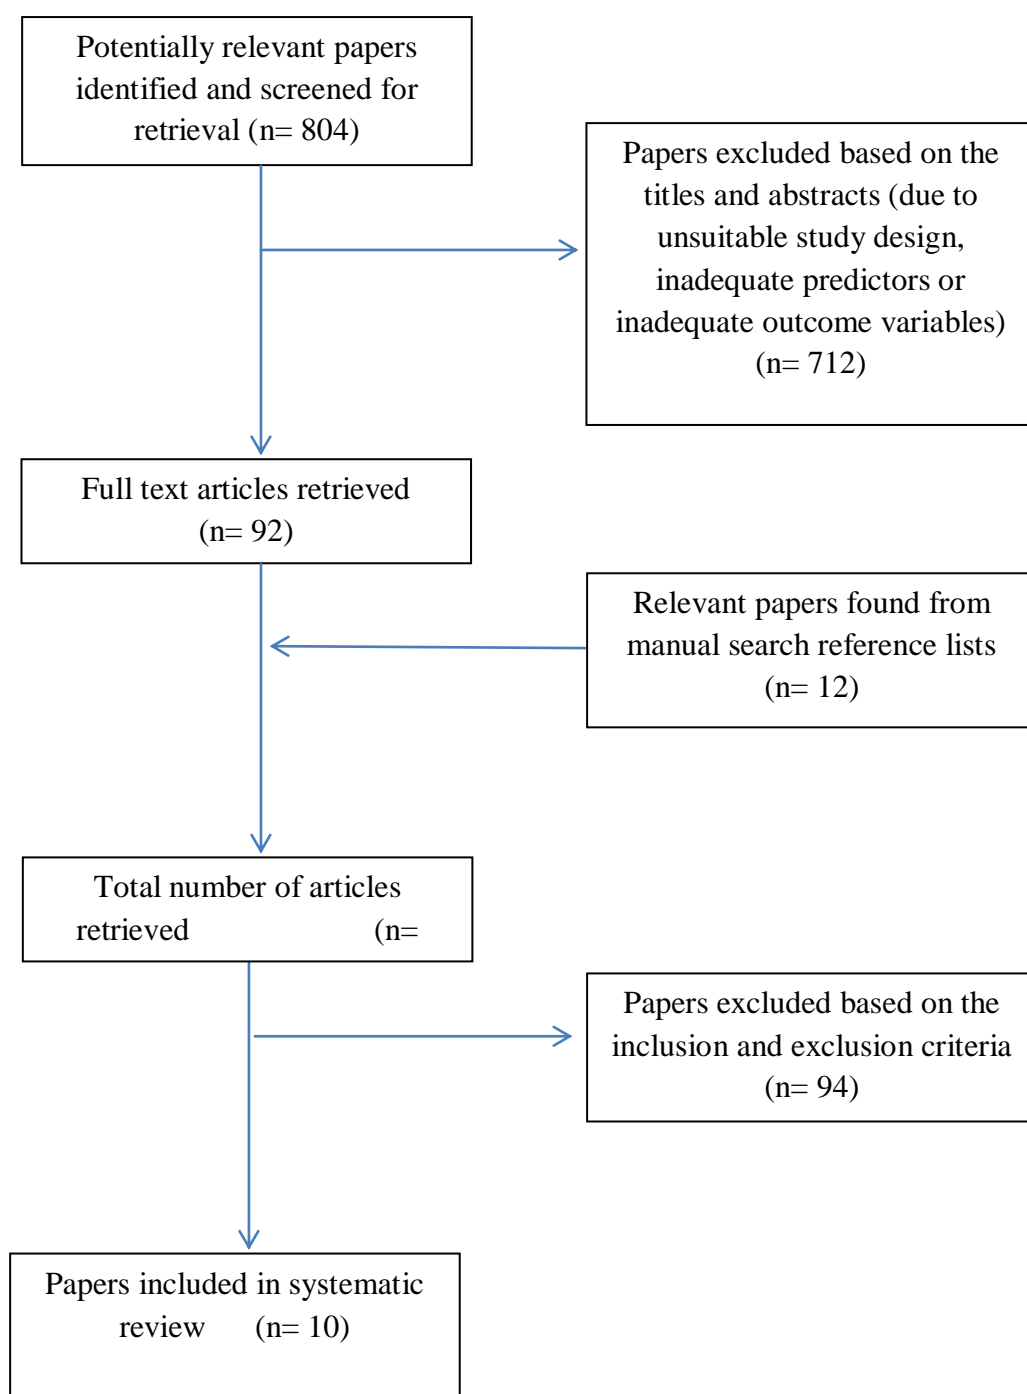 Potentially relevant papers
identified and screened for
retrieval (n= 804)
Papers excluded based on the
titles and abstracts (due to
unsuitable study design,
inadequate predictors or
inadequate outcome variables)
(n= 712)
Full text articles retrieved
(n= 92)
Relevant papers found from
manual search reference lists
(n= 12)
Total number of articles
retrieved (n=
Papers excluded based on the
inclusion and exclusion criteria
(n= 94)
Papers included in systematic
review (n= 10)